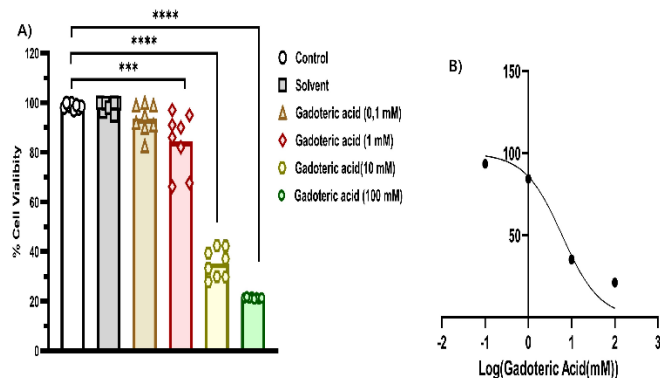 A)
****
****
***
% Cell Viability
120
100
80
60
40
20
0
Control
Solvent
Gadoteric acid (0,1 mM)
Gadoteric acid (1 mM)
Gadoteric acid(10 mM)
Gadoteric acid (100 mM)
B)
150
100
50
-2 -1 0 1 2 3
Log(Gadoteric Acid(mM))